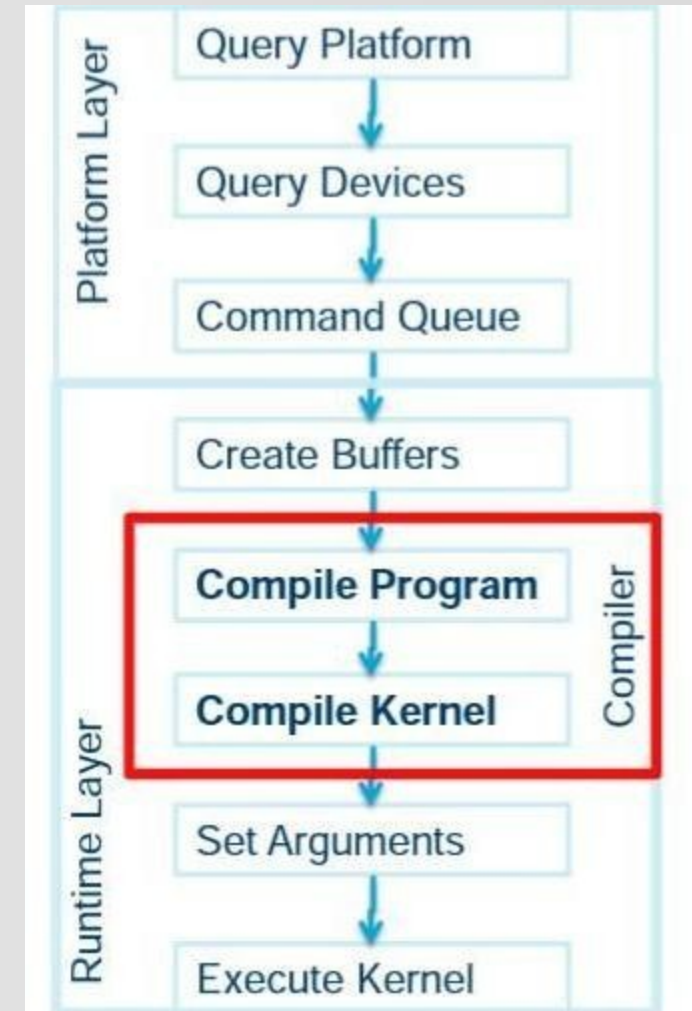 Platform Layer
Query Platform
Query Devices
Command Queue
Runtime Layer
Create Buffers
Compile Program
Compile Kernel
Compiler
Set Arguments
Execute Kernel